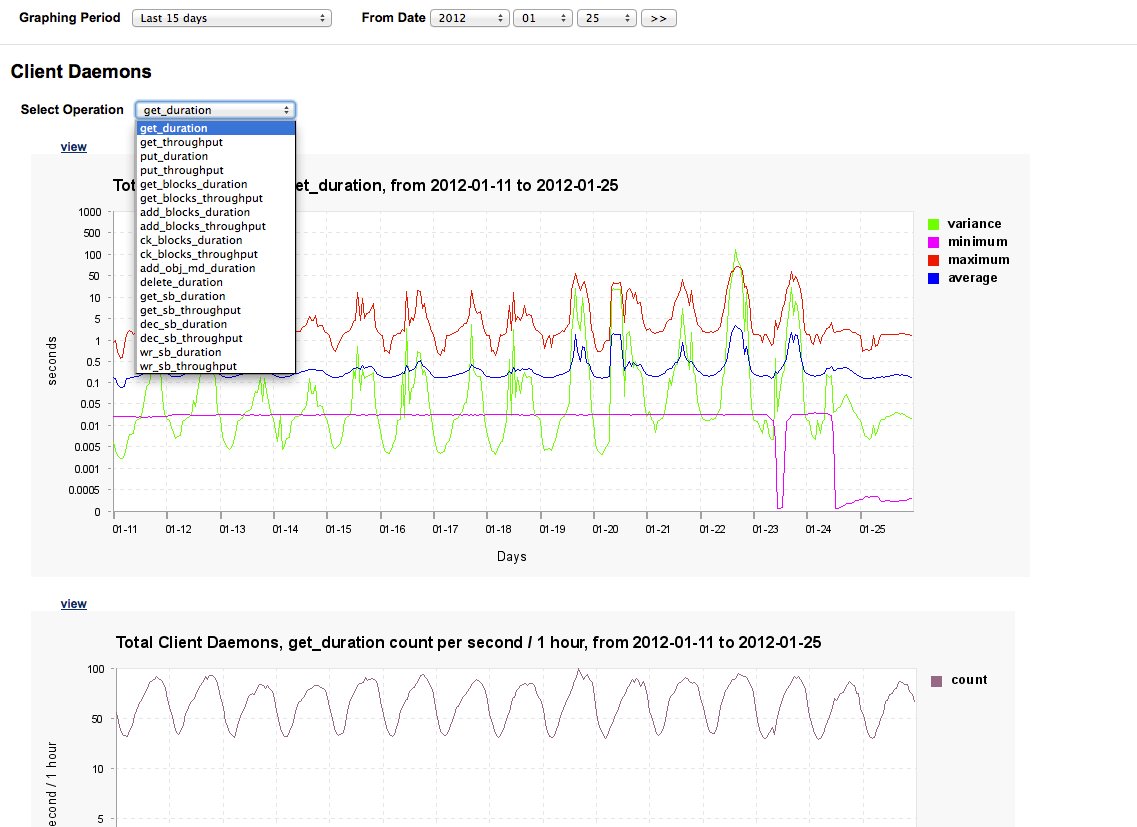 Graphing Period Last 15 days From Date 2012 01 25 >>
Client Daemons
Select Operation get_duration
get_duration
get_throughput
put_duration
put_throughput
get_blocks_duration
get_blocks_throughput
add_blocks_duration
add_blocks_throughput
ck_blocks_duration
ck_blocks_throughput
add_obj_md_duration
delete_duration
get_sb_duration
get_sb_throughput
dec_sb_duration
dec_sb_throughput
wr_sb_duration
wr_sb_throughput
view
Tot et_duration, from 2012-01-11 to 2012-01-25
1000
500
100
50
10
5
1
0.5
0.1
0.05
0.01
0.005
0.001
0.0005
0
seconds
variance
minimum
maximum
average
01-11 01-12 01-13 01-14 01-15 01-16 01-17 01-18 01-19 01-20 01-21 01-22 01-23 01-24 01-25
Days
view
Total Client Daemons, get_duration count per second / 1 hour, from 2012-01-11 to 2012-01-25
100
50
10
5
econd / 1 hour
count